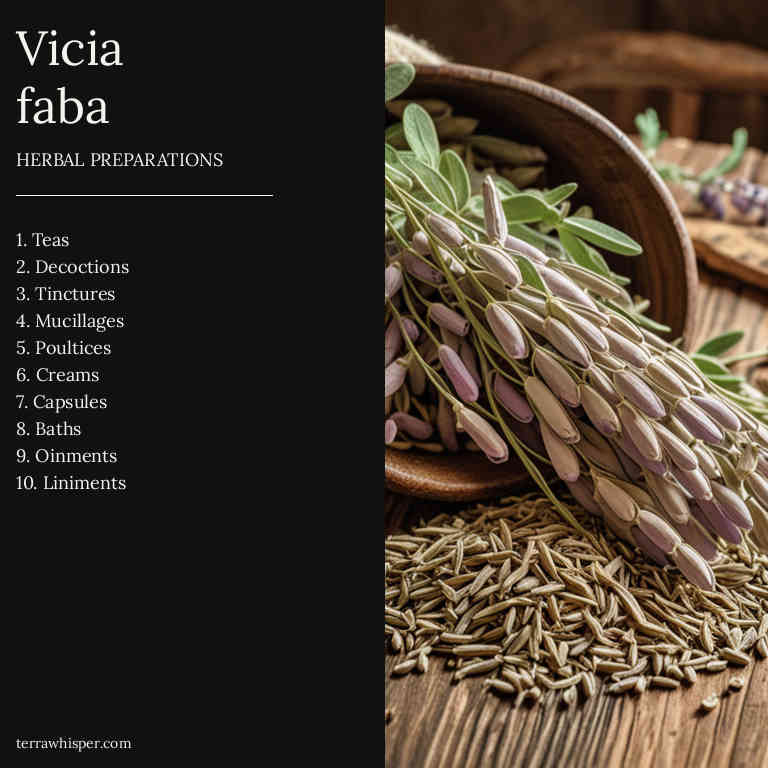 Vicia
faba
HERBAL PREPARATIONS
1. Teas
2. Decoctions
3. Tinctures
4. Mucillages
5. Poultices
6. Creams
7. Capsules
8. Baths
9. Oinments
10. Liniments
terrawhisper.com